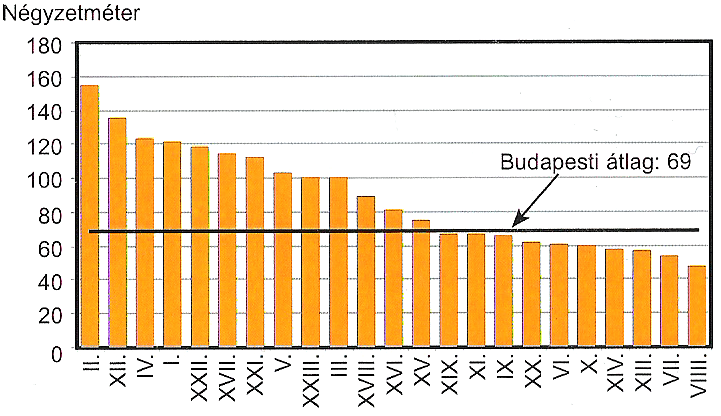 Négyzetméter
180
160
140
120
100
80
60
40
20
0
Budapesti átlag: 69
II.
XII.
IV.
I.
XXII.
XVII.
XXI.
V.
XXIII.
III.
XVIII.
XVI.
XV.
XIX.
XI.
IX.
XX.
VI.
X.
XIV.
XIII.
VII.
VIIII.